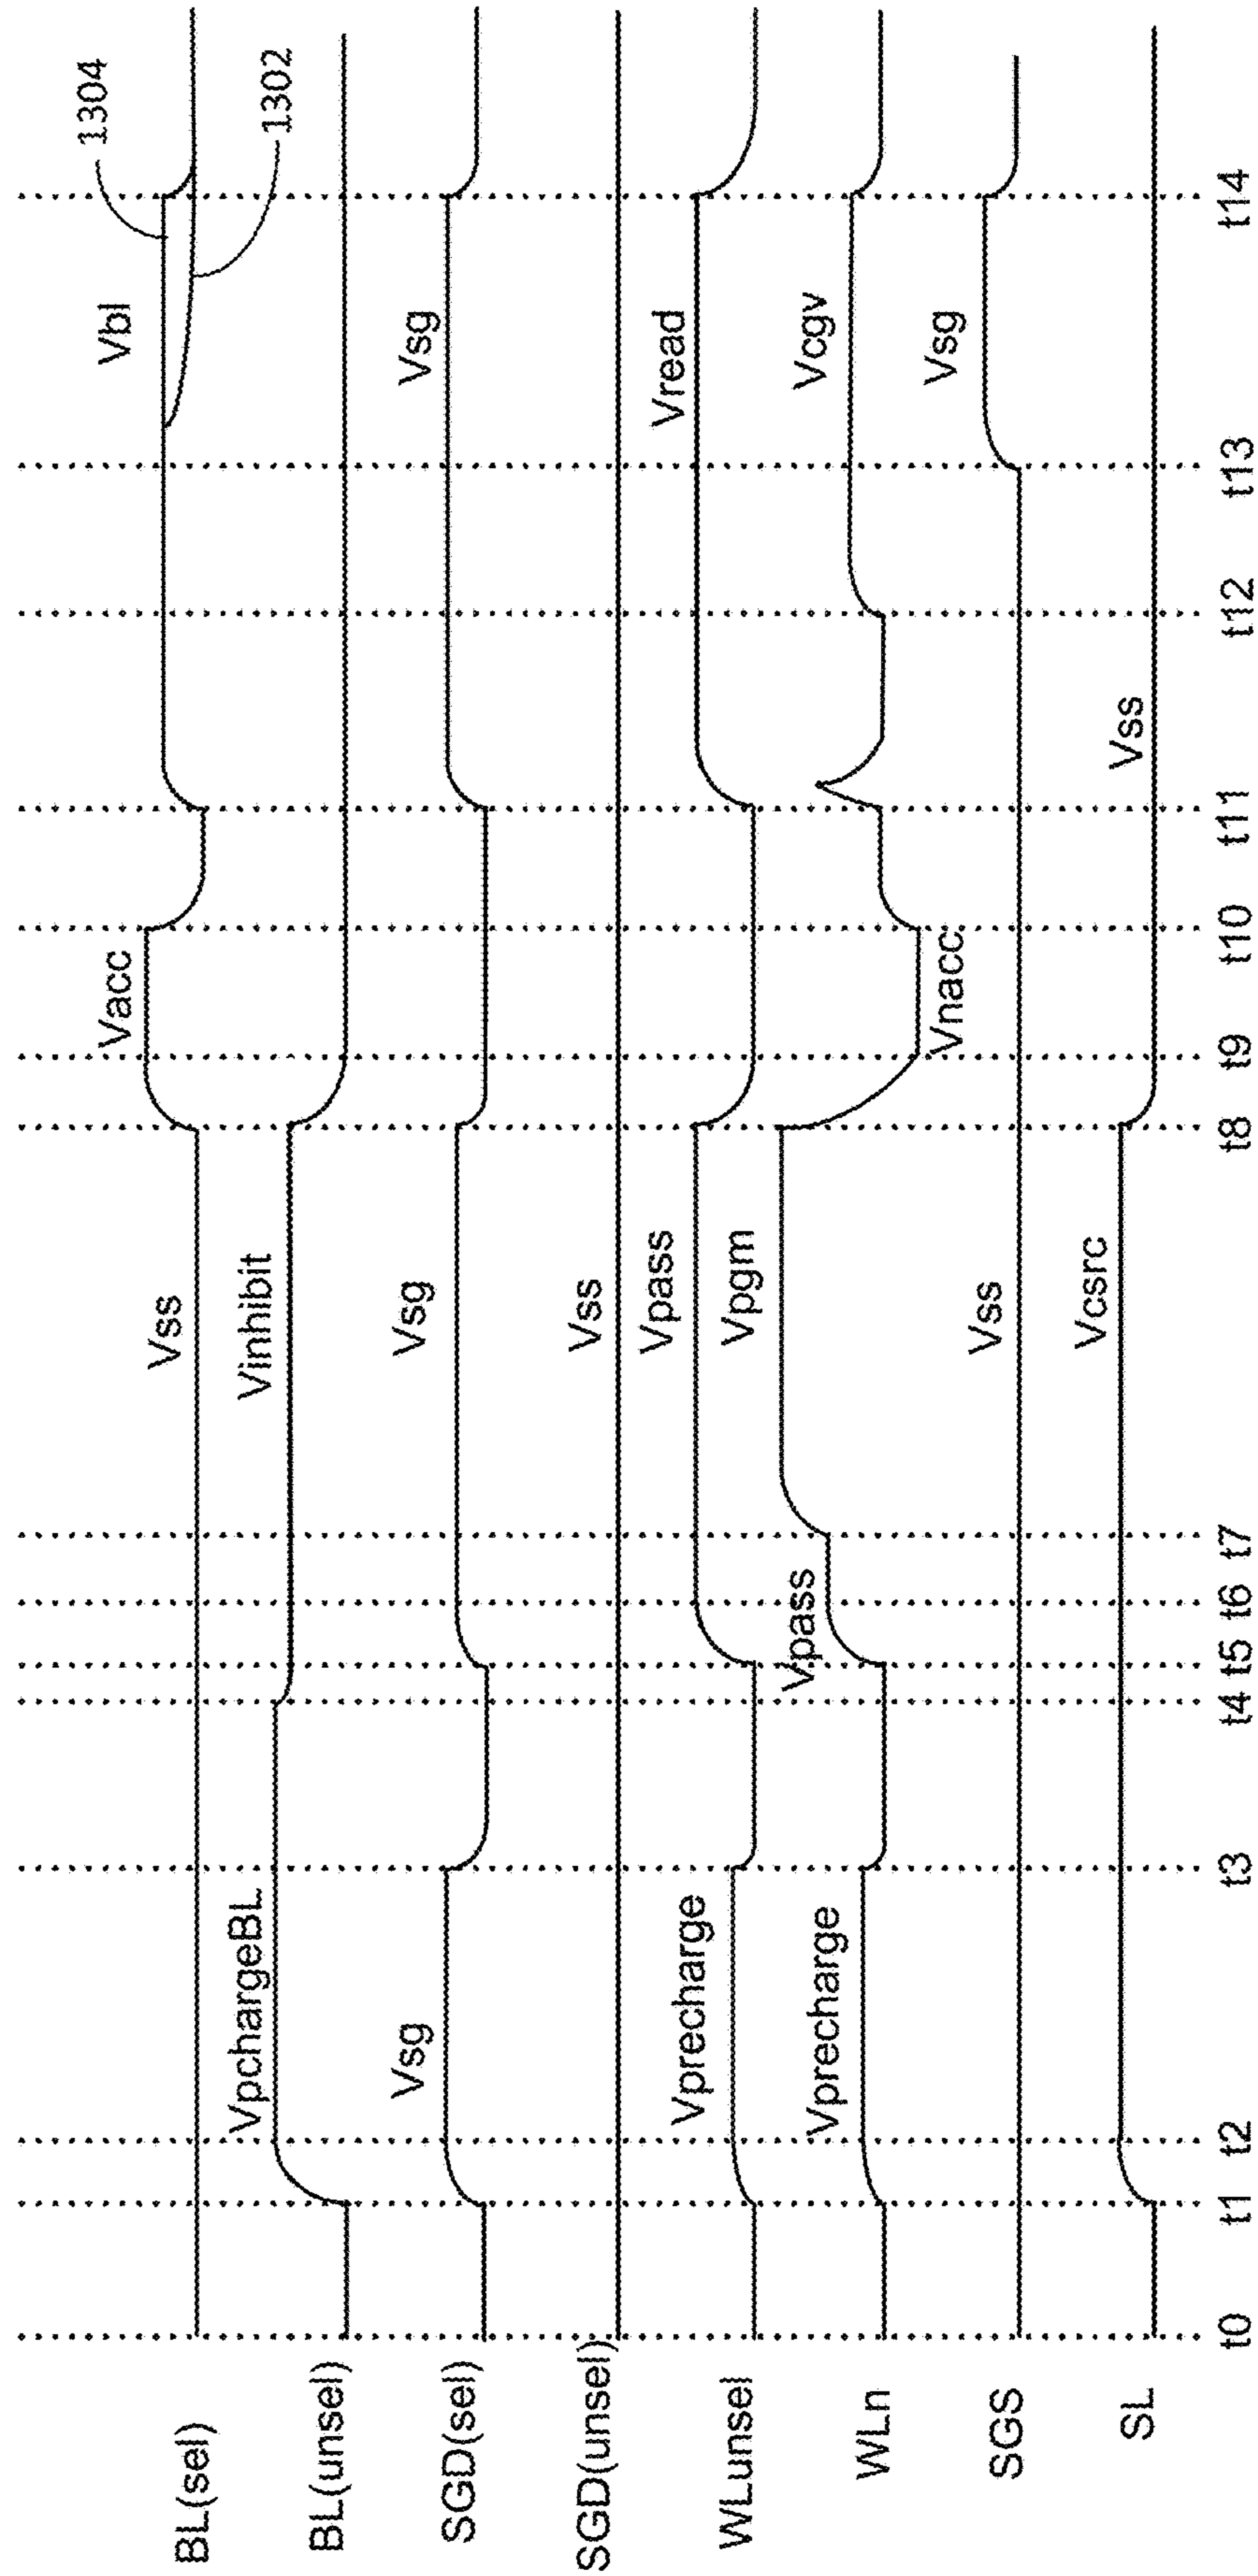 BL(sel) Vss Vacc Vbl 1304
1302
BL(unsel) VpchargeBL Vinhibit
SGD(sel) Vsg Vsg Vsg
SGD(unsel) Vss
WLunsel Vprecharge Vpass Vread
WLn Vprecharge Vpass Vpgm Vnacc Vcgv
SGS Vss Vsg
SL Vcsrc Vss
t0 t1 t2 t3 t4 t5 t6 t7 t8 t9 t10 t11 t12 t13 t14